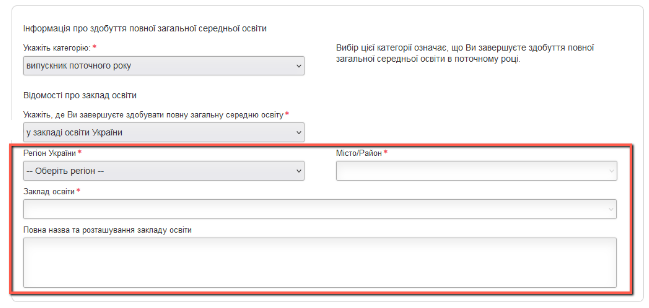 Інформація про здобуття повної загальної середньої освіти
Укажіть категорію: *
випускник поточного року
Вибір цієї категорії означає, що Ви завершуєте здобуття повної
загальної середньої освіти в поточному році.
Відомості про заклад освіти
Укажіть, де Ви завершуєте здобувати повну загальну середню освіту *
у закладі освіти України
Регіон України *
Місто/Район *
-- Оберіть регіон --
Заклад освіти *
Повна назва та розташування закладу освіти